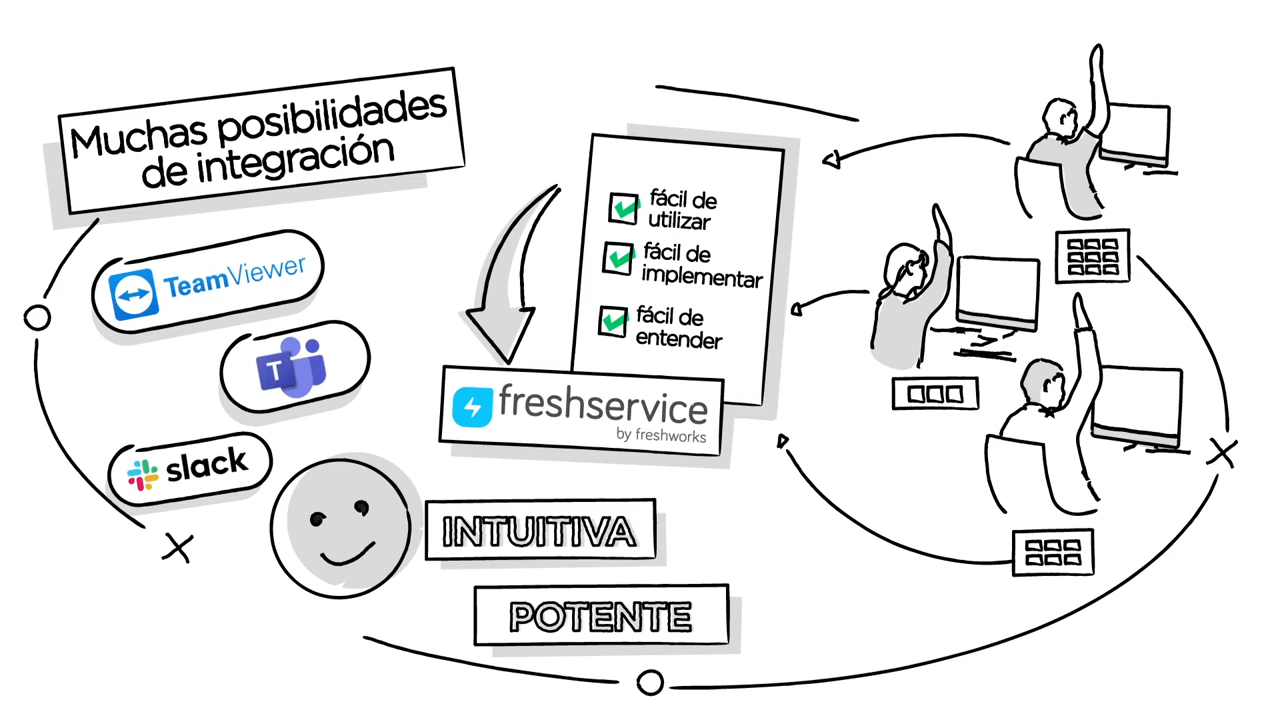 Muchas posibilidades
de integración
TeamViewer
T
slack
fácil de
utilizar
fácil de
implementar
fácil de
entender
freshservice
by freshworks
INTUITIVA
POTENTE